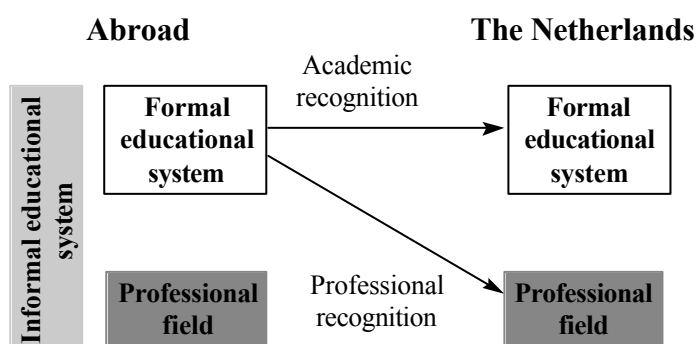 Abroad
The Netherlands
Informal educational
system
Formal
educational
system
Academic
recognition
Formal
educational
system
Professional
field
Professional
recognition
Professional
field